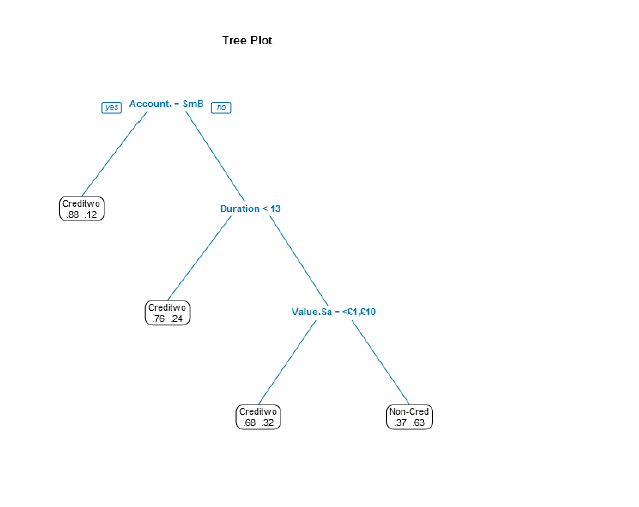 Tree Plot
yes Account. = SmB no
Creditwo
.88 .12
Duration < 13
Creditwo
.76 .24
Value.Sa = <£1,£10
Creditwo
.68 .32
Non-Cred
.37 .63